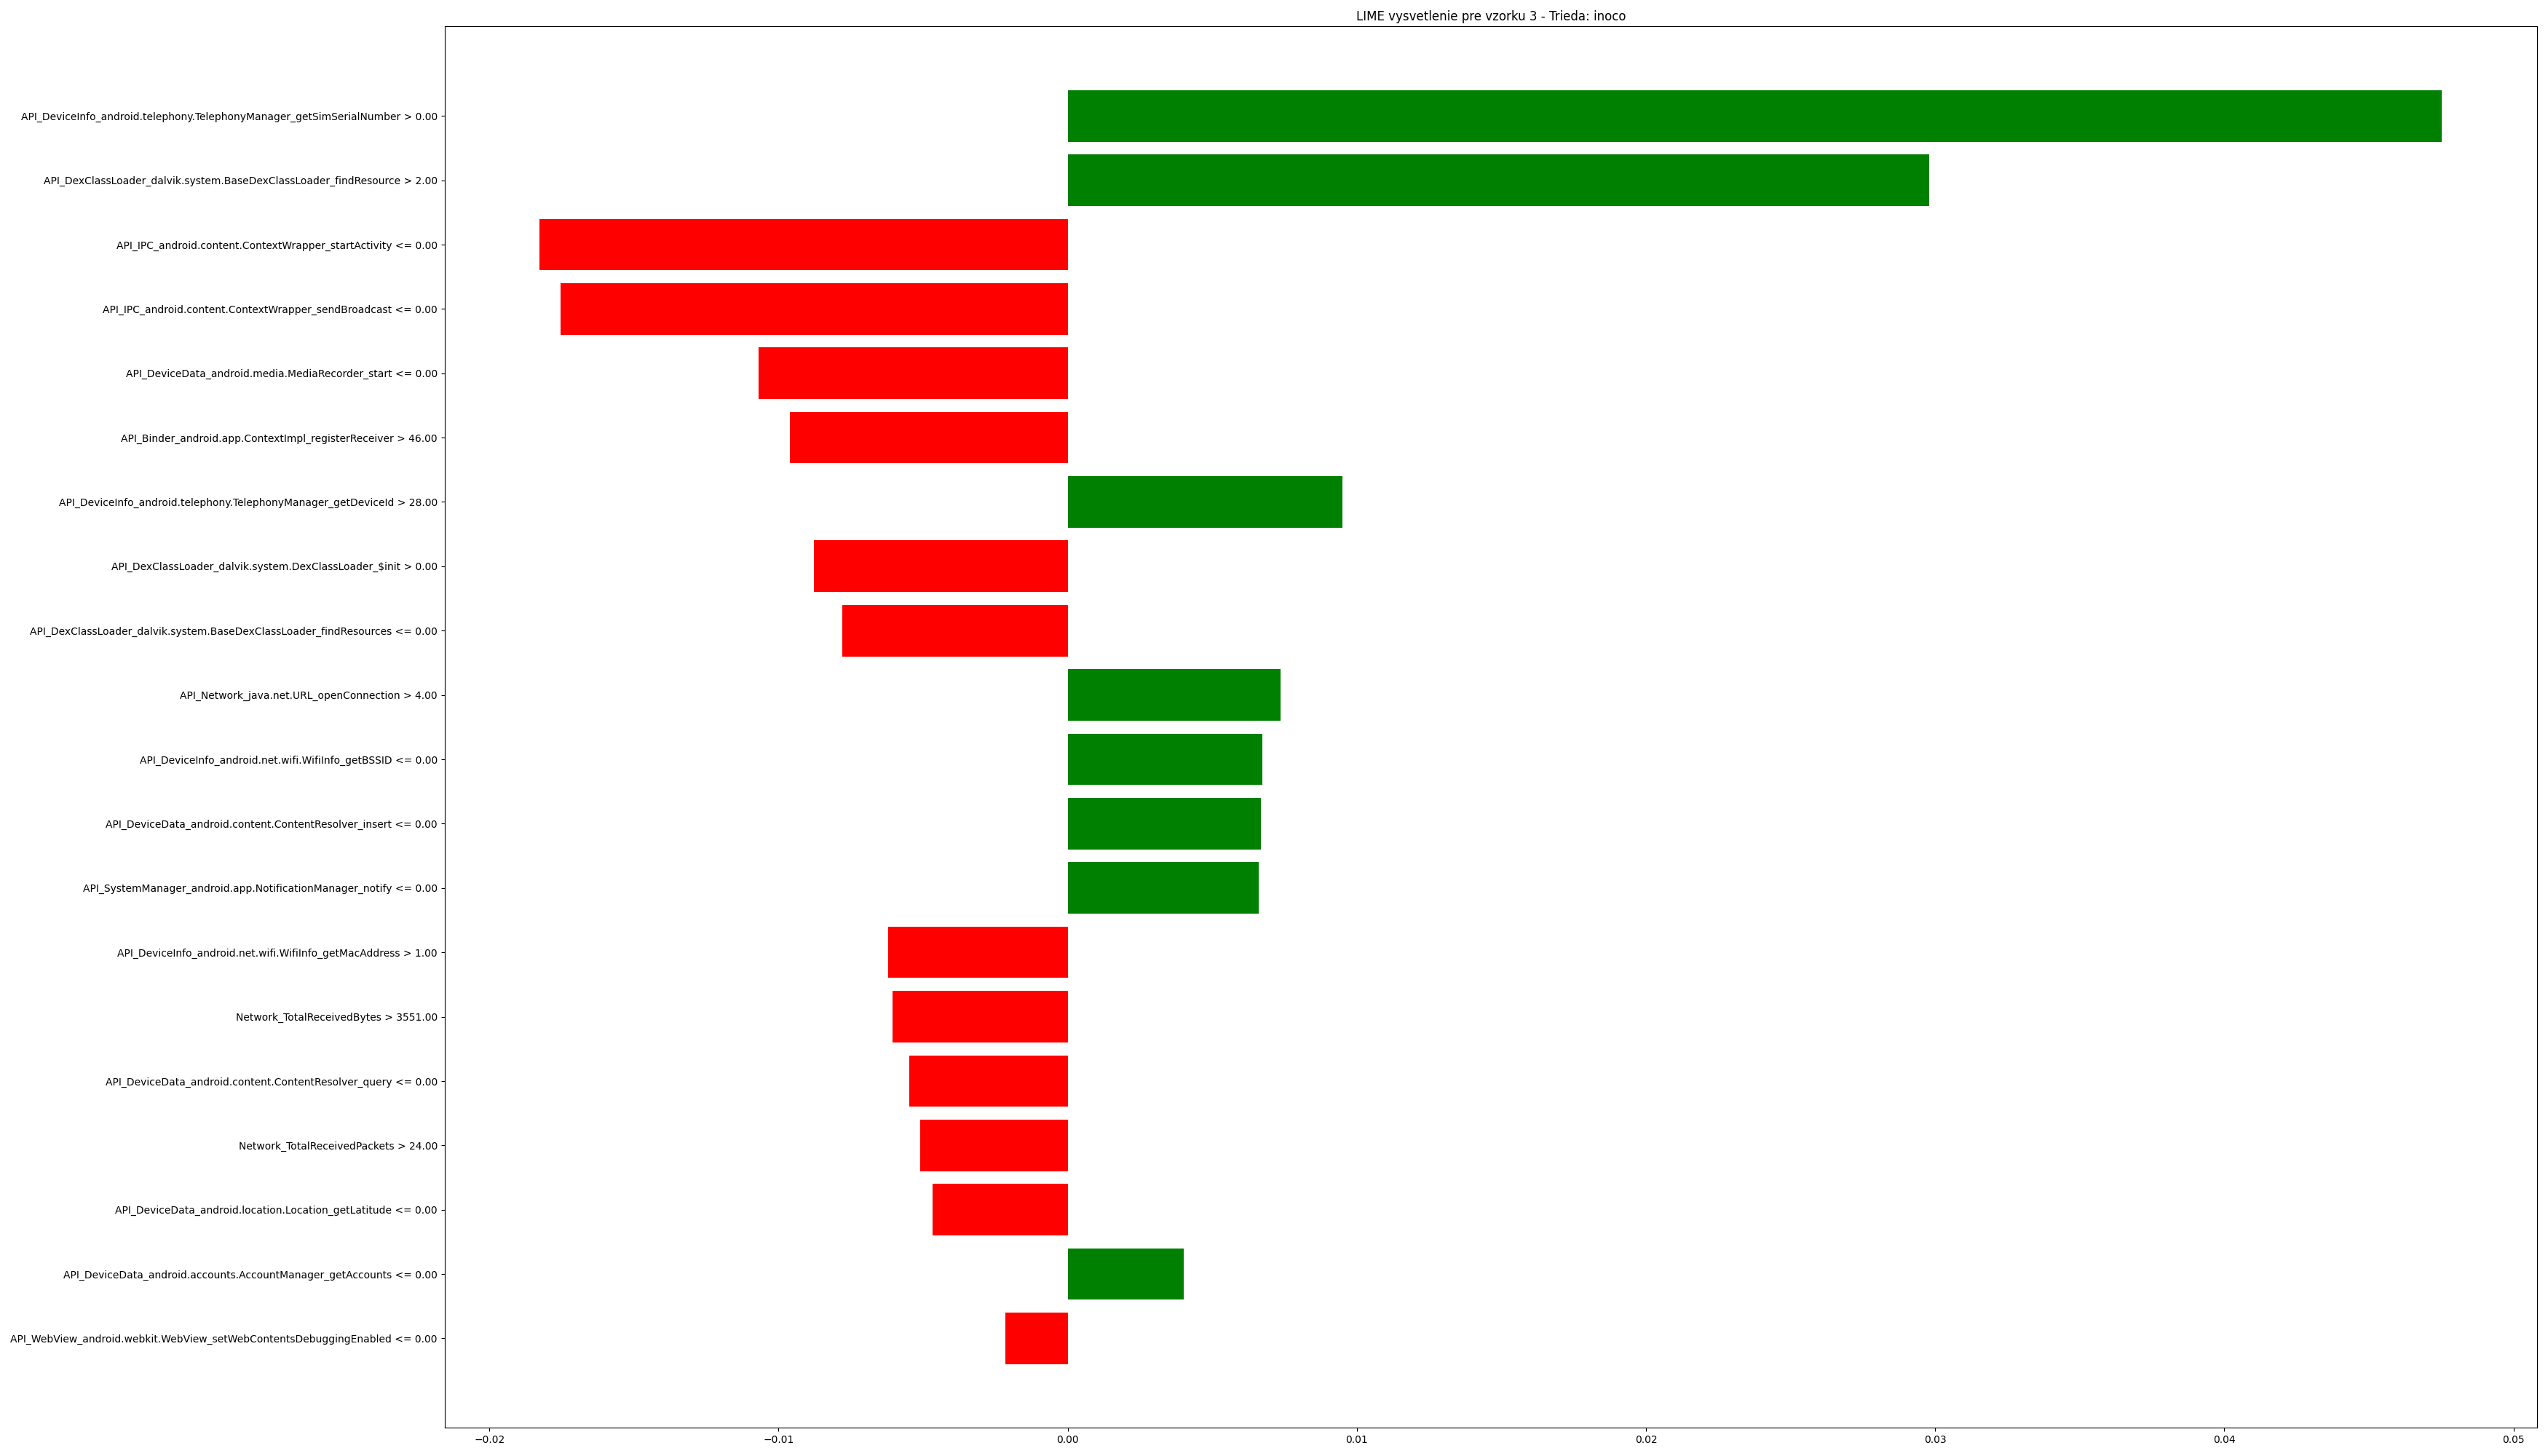 LIME vysvetlenie pre vzorku 3 - Trieda: inoco
API_DeviceInfo_android.telephony.TelephonyManager_getSimSerialNumber > 0.00
API_DexClassLoader_dalvik.system.BaseDexClassLoader_findResource > 2.00
API_IPC_android.content.ContextWrapper_startActivity <= 0.00
API_IPC_android.content.ContextWrapper_sendBroadcast <= 0.00
API_DeviceData_android.media.MediaRecorder_start <= 0.00
API_Binder_android.app.ContextImpl_registerReceiver > 46.00
API_DeviceInfo_android.telephony.TelephonyManager_getDeviceId > 28.00
API_DexClassLoader_dalvik.system.DexClassLoader_$init > 0.00
API_DexClassLoader_dalvik.system.BaseDexClassLoader_findResources <= 0.00
API_Network_java.net.URL_openConnection > 4.00
API_DeviceInfo_android.net.wifi.WifiInfo_getBSSID <= 0.00
API_DeviceData_android.content.ContentResolver_insert <= 0.00
API_SystemManager_android.app.NotificationManager_notify <= 0.00
API_DeviceInfo_android.net.wifi.WifiInfo_getMacAddress > 1.00
Network_TotalReceivedBytes > 3551.00
API_DeviceData_android.content.ContentResolver_query <= 0.00
Network_TotalReceivedPackets > 24.00
API_DeviceData_android.location.Location_getLatitude <= 0.00
API_DeviceData_android.accounts.AccountManager_getAccounts <= 0.00
API_WebView_android.webkit.WebView_setWebContentsDebuggingEnabled <= 0.00
−0.02 −0.01 0.00 0.01 0.02 0.03 0.04 0.05